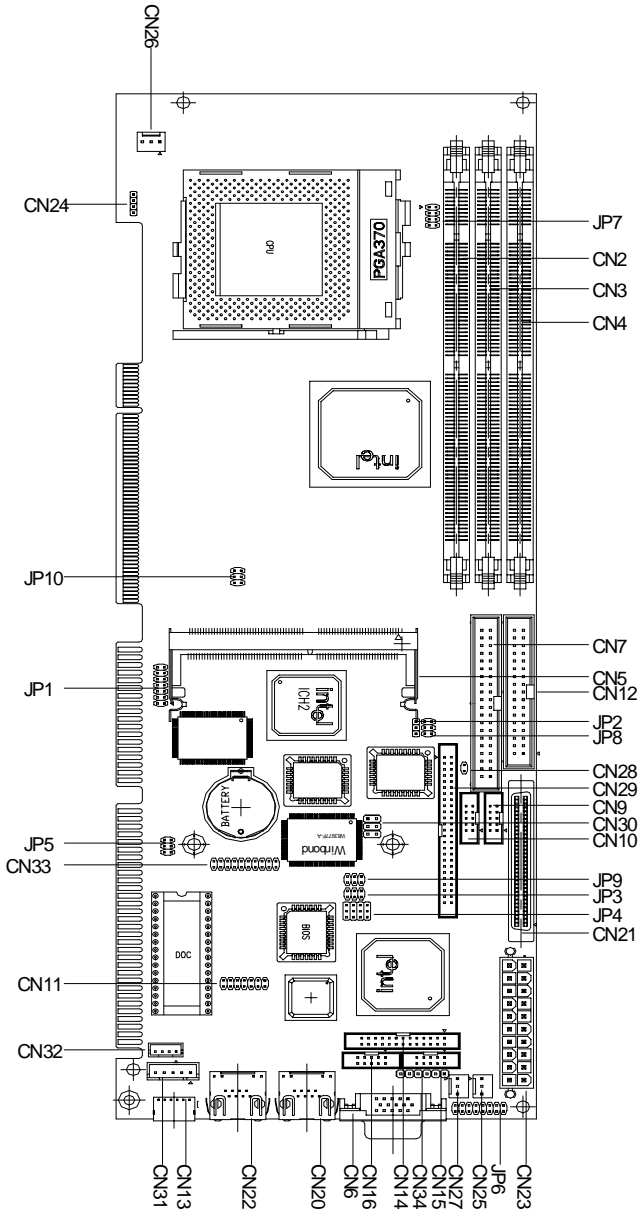 CN26
CN24
JP7
CN2
PGA370
CPU
CN3
CN4
intel
JP10
CN7
CN5
CN12
JP1
intel
ICH2
JP2
JP8
CN28
CN29
BATTERY
CN9
CN30
Winbond
W83977F-A
CN10
JP5
CN33
JP9
JP3
JP4
BIOS
DOC
CN21
intel
CN11
CN32
CN31
CN13
CN22
CN20
CN6
CN16
CN14
CN34
CN15
CN27
CN25
JP6
CN23